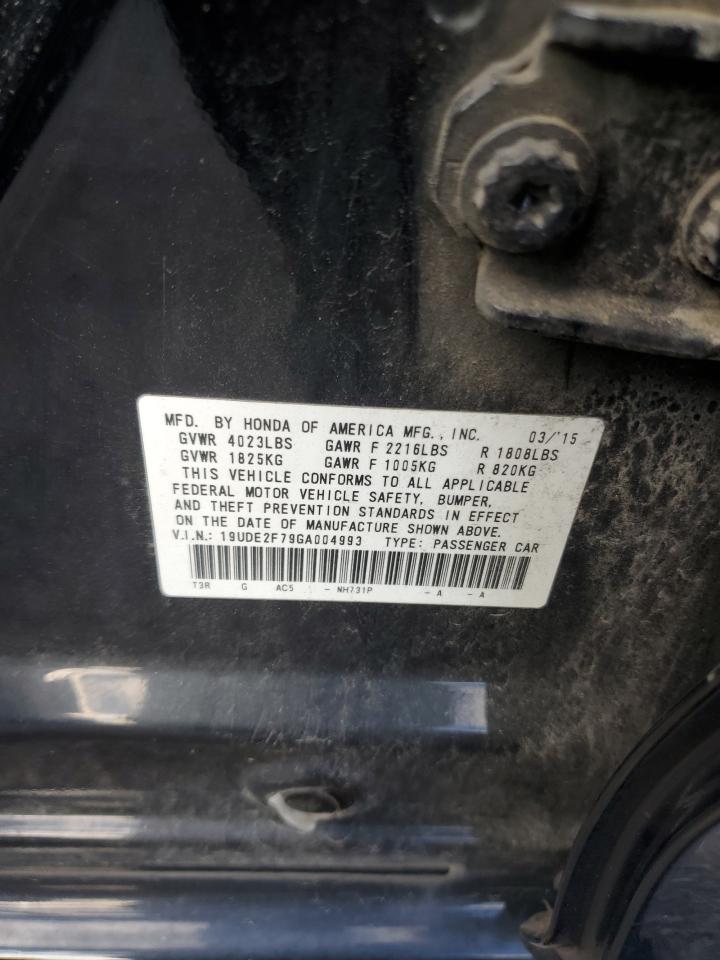 MFD. BY HONDA OF AMERICA MFG., INC. 03/'15
GVWR 4023LBS GAWR F 2216LBS R 1808LBS
GVWR 1825KG GAWR F 1005KG R 820KG
THIS VEHICLE CONFORMS TO ALL APPLICABLE
FEDERAL MOTOR VEHICLE SAFETY, BUMPER,
AND THEFT PREVENTION STANDARDS IN EFFECT
ON THE DATE OF MANUFACTURE SHOWN ABOVE.
V.I.N.: 19UDE2F79GA004993 TYPE: PASSENGER CAR
T3R G AC5 - NH731P - A - A